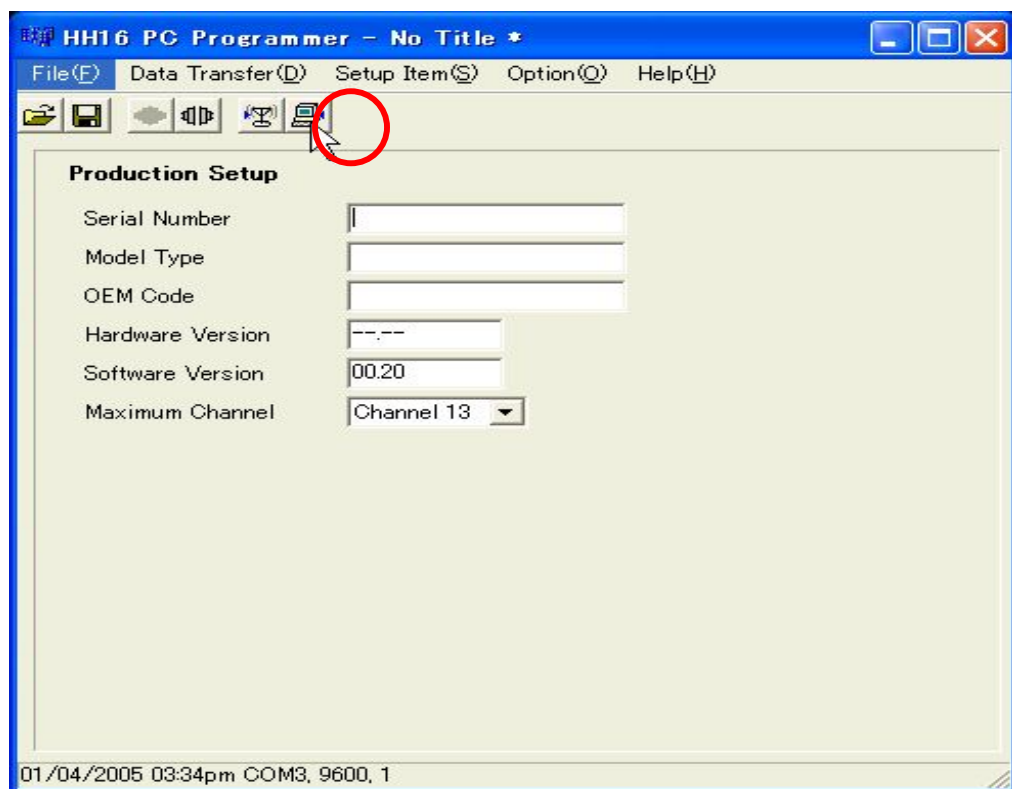 HH16 PC Programmer - No Title *
File(F) Data Transfer(D) Setup Item(S) Option(O) Help(H)
Production Setup
Serial Number
Model Type
OEM Code
Hardware Version --.--
Software Version 00.20
Maximum Channel Channel 13
01/04/2005 03:34pm COM3, 9600, 1